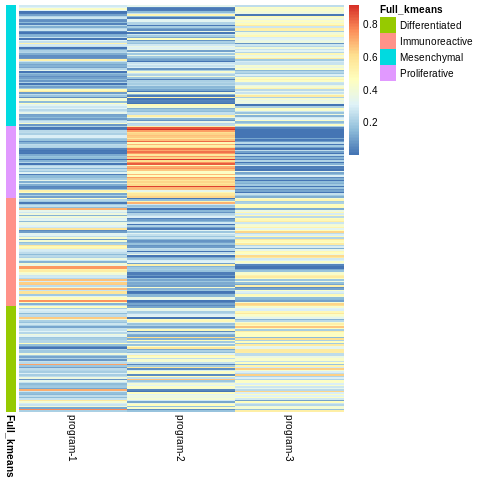 Full_kmeans
Differentiated
Immunoreactive
Mesenchymal
Proliferative
0.8
0.6
0.4
0.2
Full_kmeans
program-1
program-2
program-3